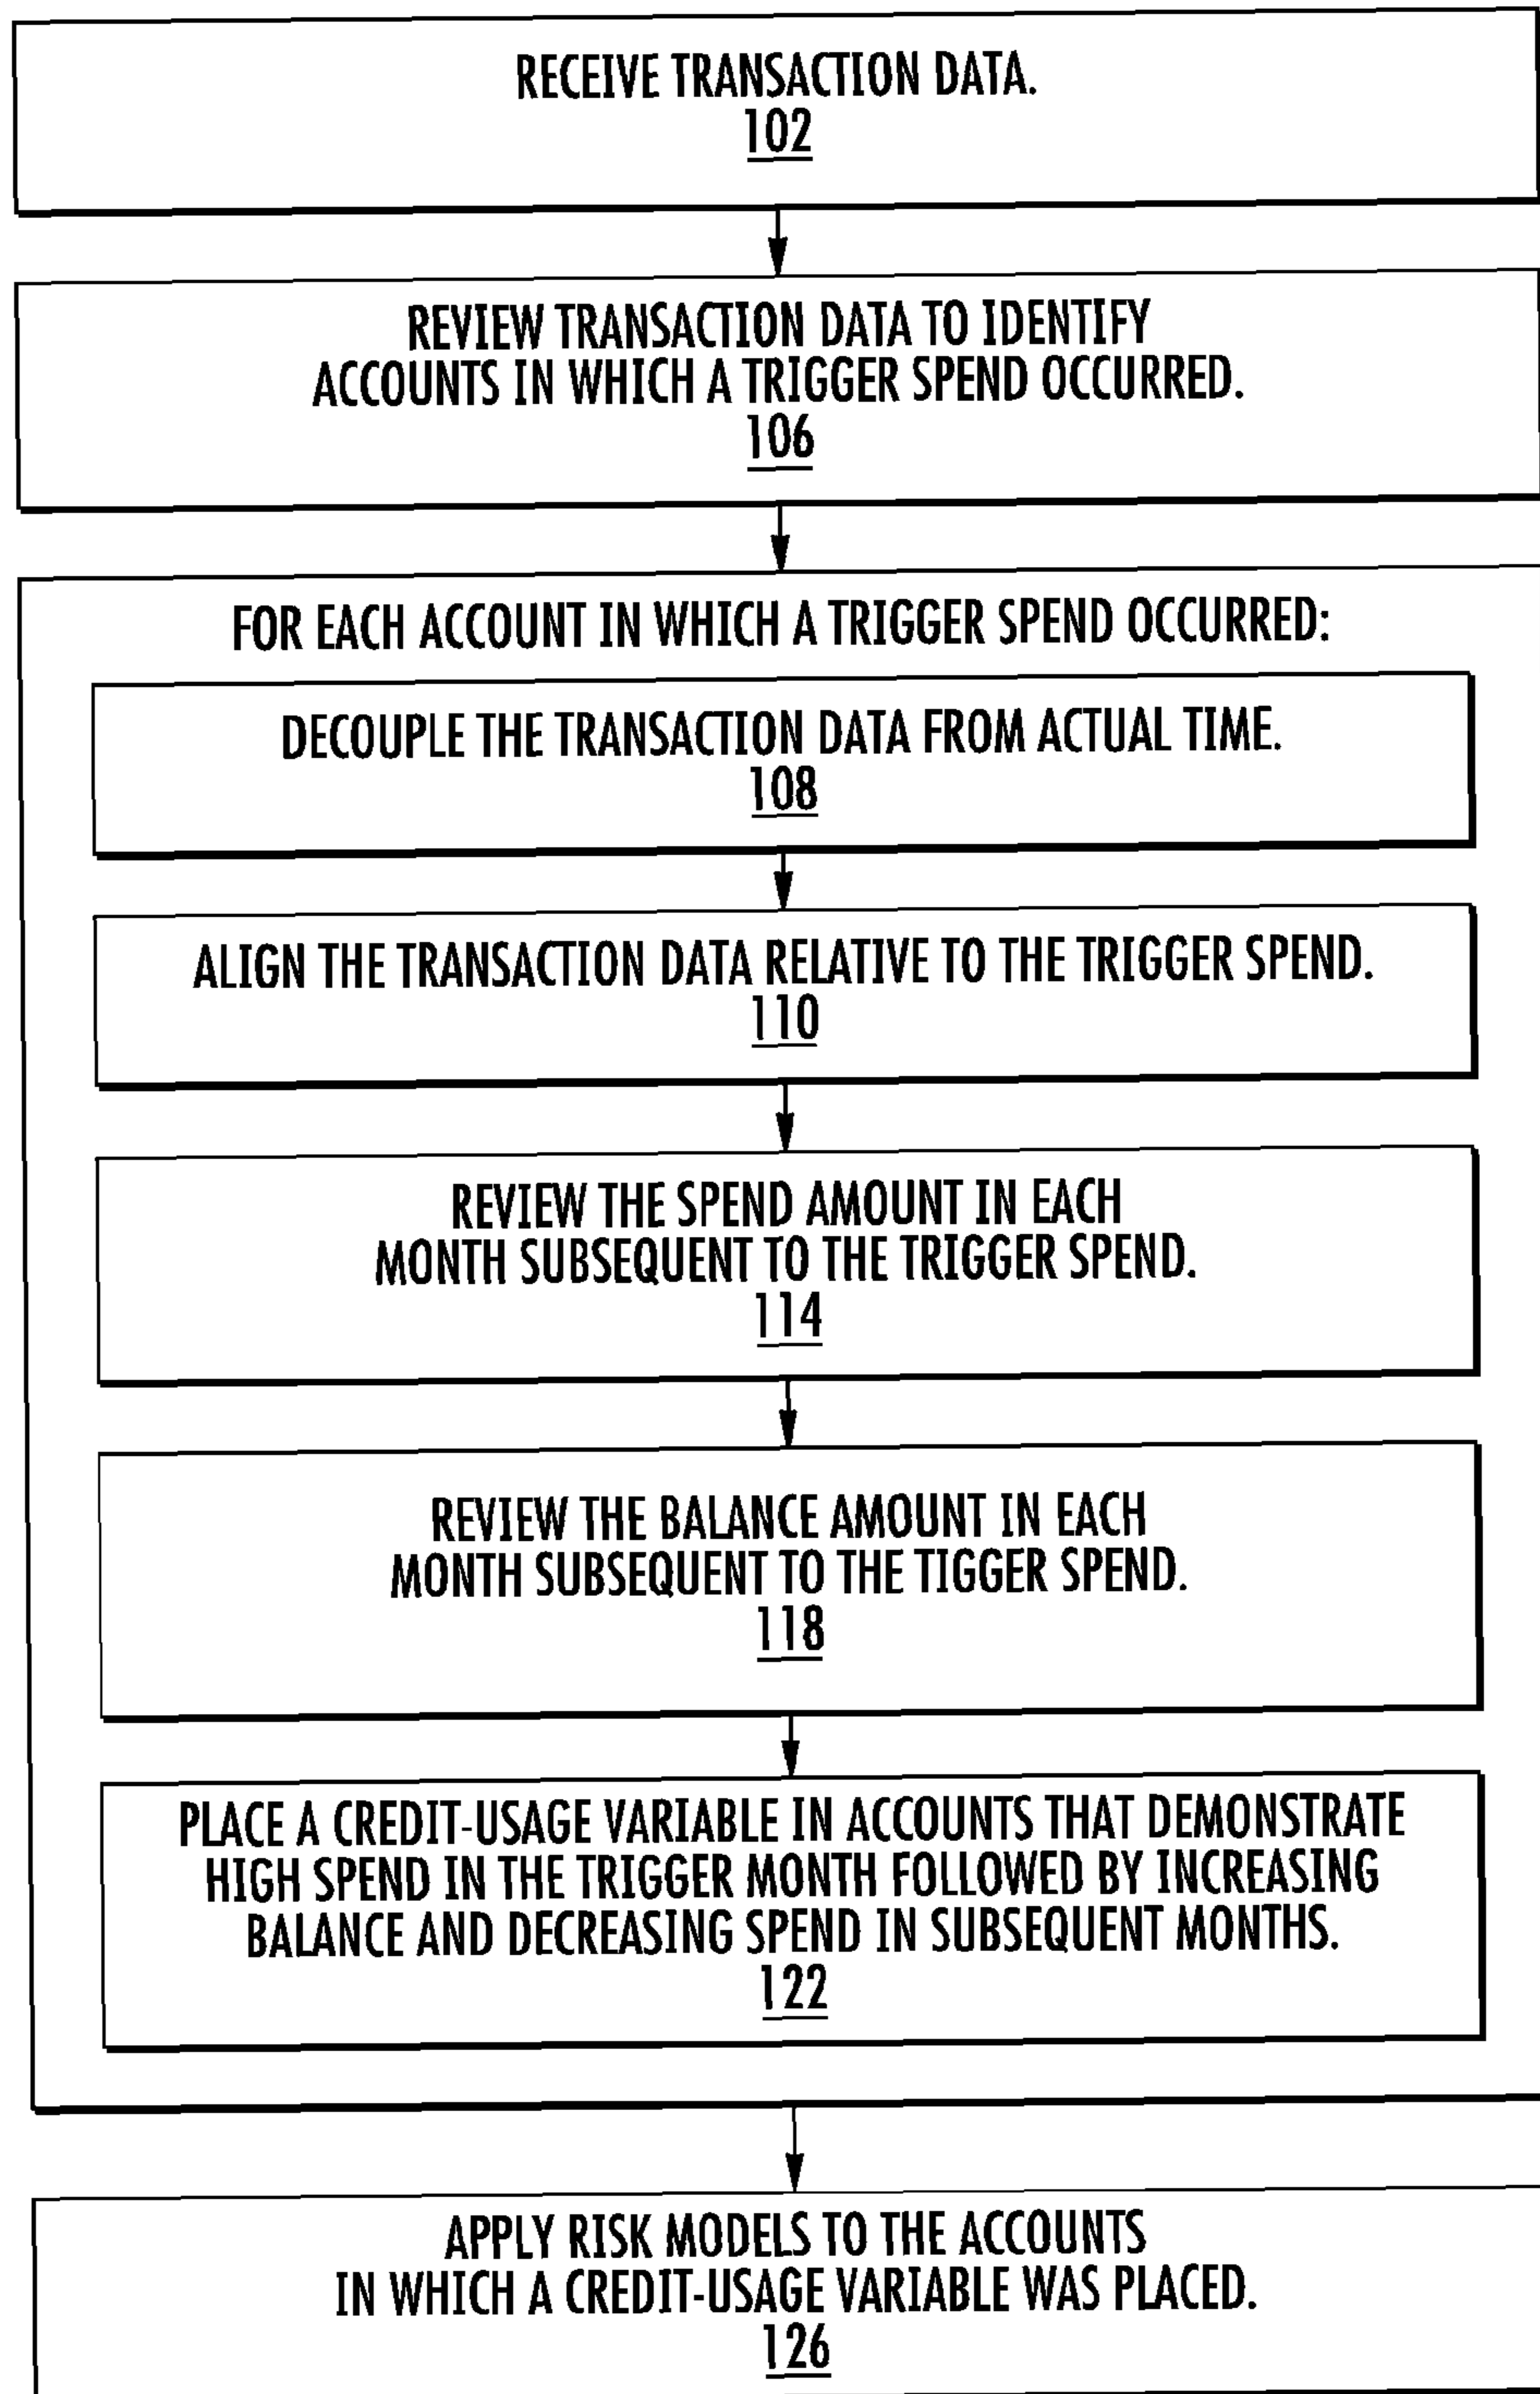 RECEIVE TRANSACTION DATA.
102
REVIEW TRANSACTION DATA TO IDENTIFY
ACCOUNTS IN WHICH A TRIGGER SPEND OCCURRED.
106
FOR EACH ACCOUNT IN WHICH A TRIGGER SPEND OCCURRED:
DECOUPLE THE TRANSACTION DATA FROM ACTUAL TIME.
108
ALIGN THE TRANSACTION DATA RELATIVE TO THE TRIGGER SPEND.
110
REVIEW THE SPEND AMOUNT IN EACH
MONTH SUBSEQUENT TO THE TRIGGER SPEND.
114
REVIEW THE BALANCE AMOUNT IN EACH
MONTH SUBSEQUENT TO THE TIGGER SPEND.
118
PLACE A CREDIT-USAGE VARIABLE IN ACCOUNTS THAT DEMONSTRATE
HIGH SPEND IN THE TRIGGER MONTH FOLLOWED BY INCREASING
BALANCE AND DECREASING SPEND IN SUBSEQUENT MONTHS.
122
APPLY RISK MODELS TO THE ACCOUNTS
IN WHICH A CREDIT-USAGE VARIABLE WAS PLACED.
126